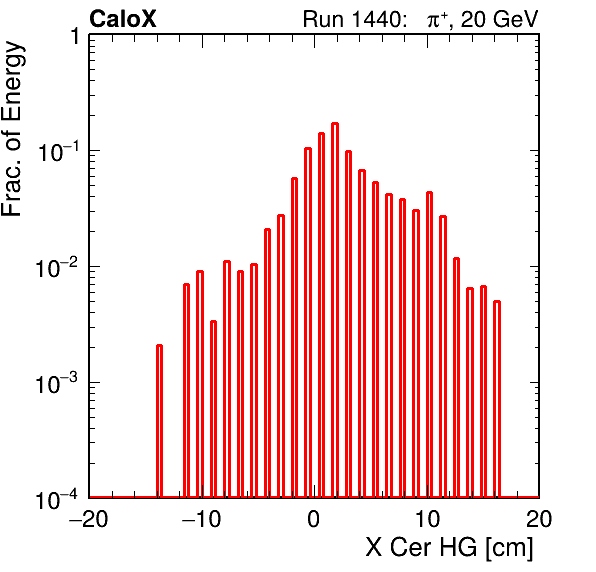 CaloX Run 1440: π⁺, 20 GeV
Frac. of Energy
1
10⁻¹
10⁻²
10⁻³
10⁻⁴
−20 −10 0 10 20
X Cer HG [cm]